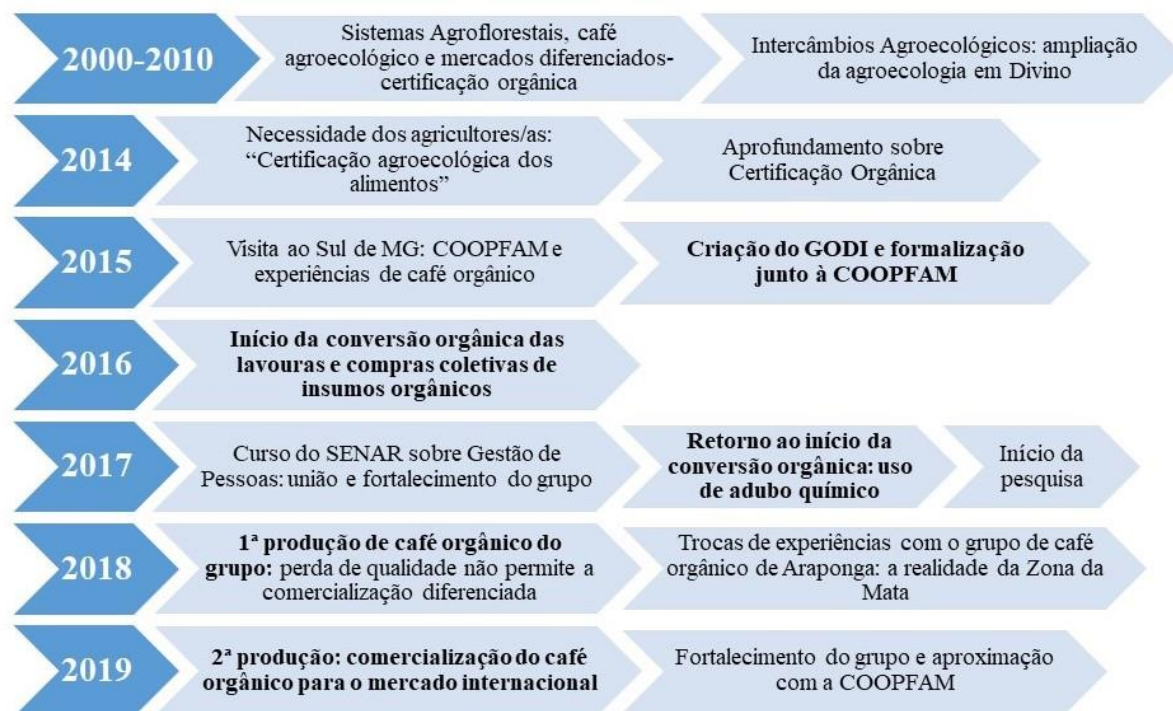 2000-2010
Sistemas Agroflorestais, café
agroecológico e mercados diferenciados-
certificação orgânica
Intercâmbios Agroecológicos: ampliação
da agroecologia em Divino
2014
Necessidade dos agricultores/as:
“Certificação agroecológica dos
alimentos”
Aprofundamento sobre
Certificação Orgânica
2015
Visita ao Sul de MG: COOPFAM e
experiências de café orgânico
Criação do GODI e formalização
junto à COOPFAM
2016
Início da conversão orgânica das
lavouras e compras coletivas de
insumos orgânicos
2017
Curso do SENAR sobre Gestão de
Pessoas: união e fortalecimento do grupo
Retorno ao início da
conversão orgânica: uso
de adubo químico
Início da
pesquisa
2018
1ª produção de café orgânico do
grupo: perda de qualidade não permite a
comercialização diferenciada
Trocas de experiências com o grupo de café
orgânico de Araponga: a realidade da Zona da
Mata
2019
2ª produção: comercialização do café
orgânico para o mercado internacional
Fortalecimento do grupo e aproximação
com a COOPFAM